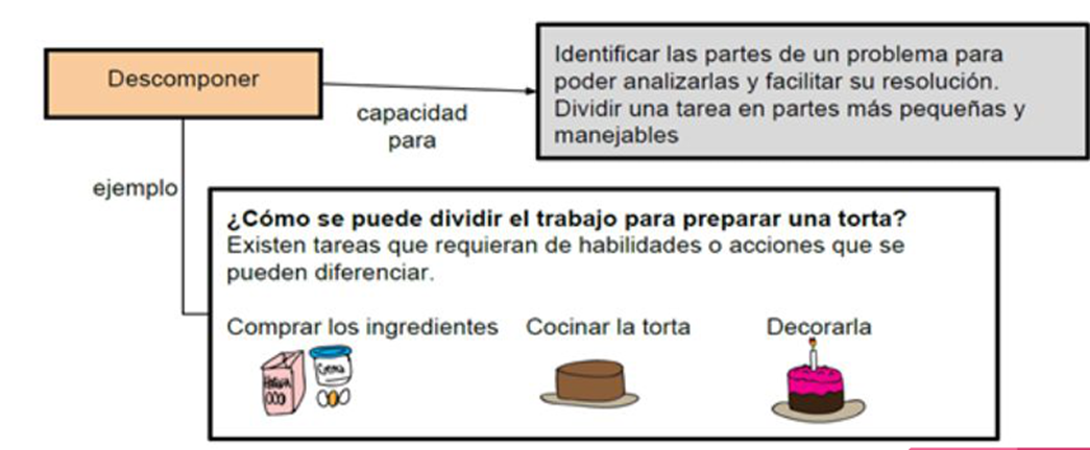 Descomponer
capacidad
para
Identificar las partes de un problema para
poder analizarlas y facilitar su resolución.
Dividir una tarea en partes más pequeñas y
manejables
ejemplo
¿Cómo se puede dividir el trabajo para preparar una torta?
Existen tareas que requieran de habilidades o acciones que se
pueden diferenciar.
Comprar los ingredientes
Cocinar la torta
Decorarla
Crema